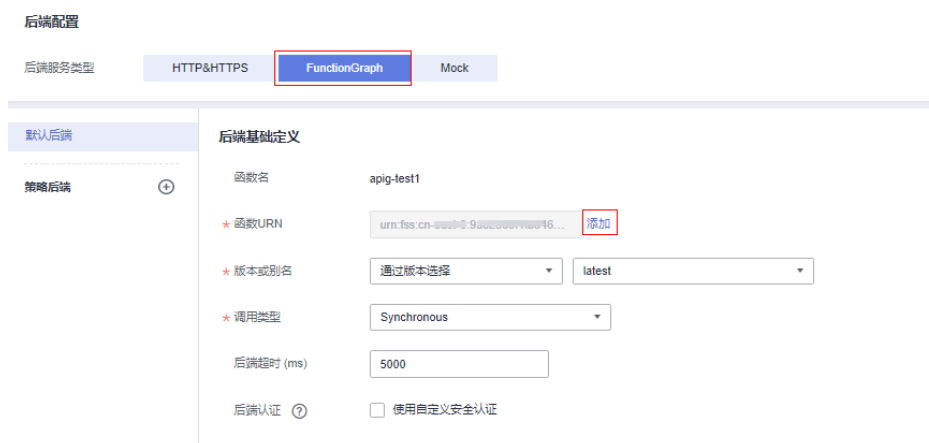 后端配置
后端服务类型 HTTP&HTTPS FunctionGraph Mock
默认后端
策略后端
后端基础定义
函数名 apig-test1
* 函数URN urn:fss:cn- 添加
* 版本或别名 通过版本选择 latest
* 调用类型 Synchronous
后端超时 (ms) 5000
后端认证 ? 使用自定义安全认证